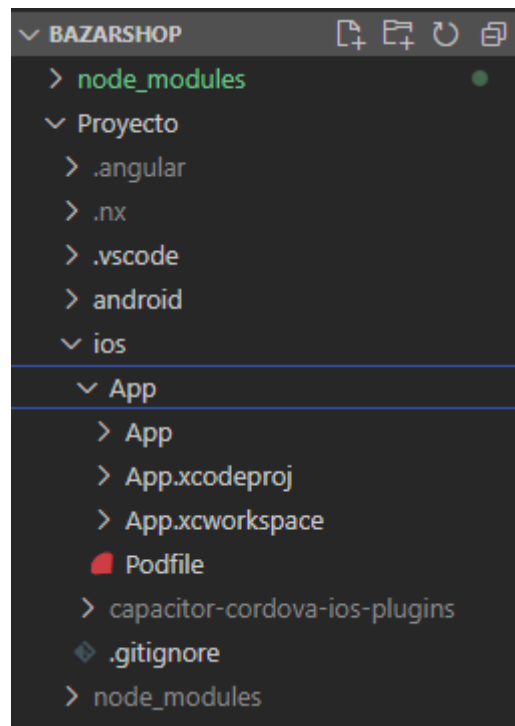 BAZARSHOP
node_modules
Proyecto
.angular
.nx
.vscode
android
ios
App
App
App.xcodeproj
App.xcworkspace
Podfile
capacitor-cordova-ios-plugins
.gitignore
node_modules